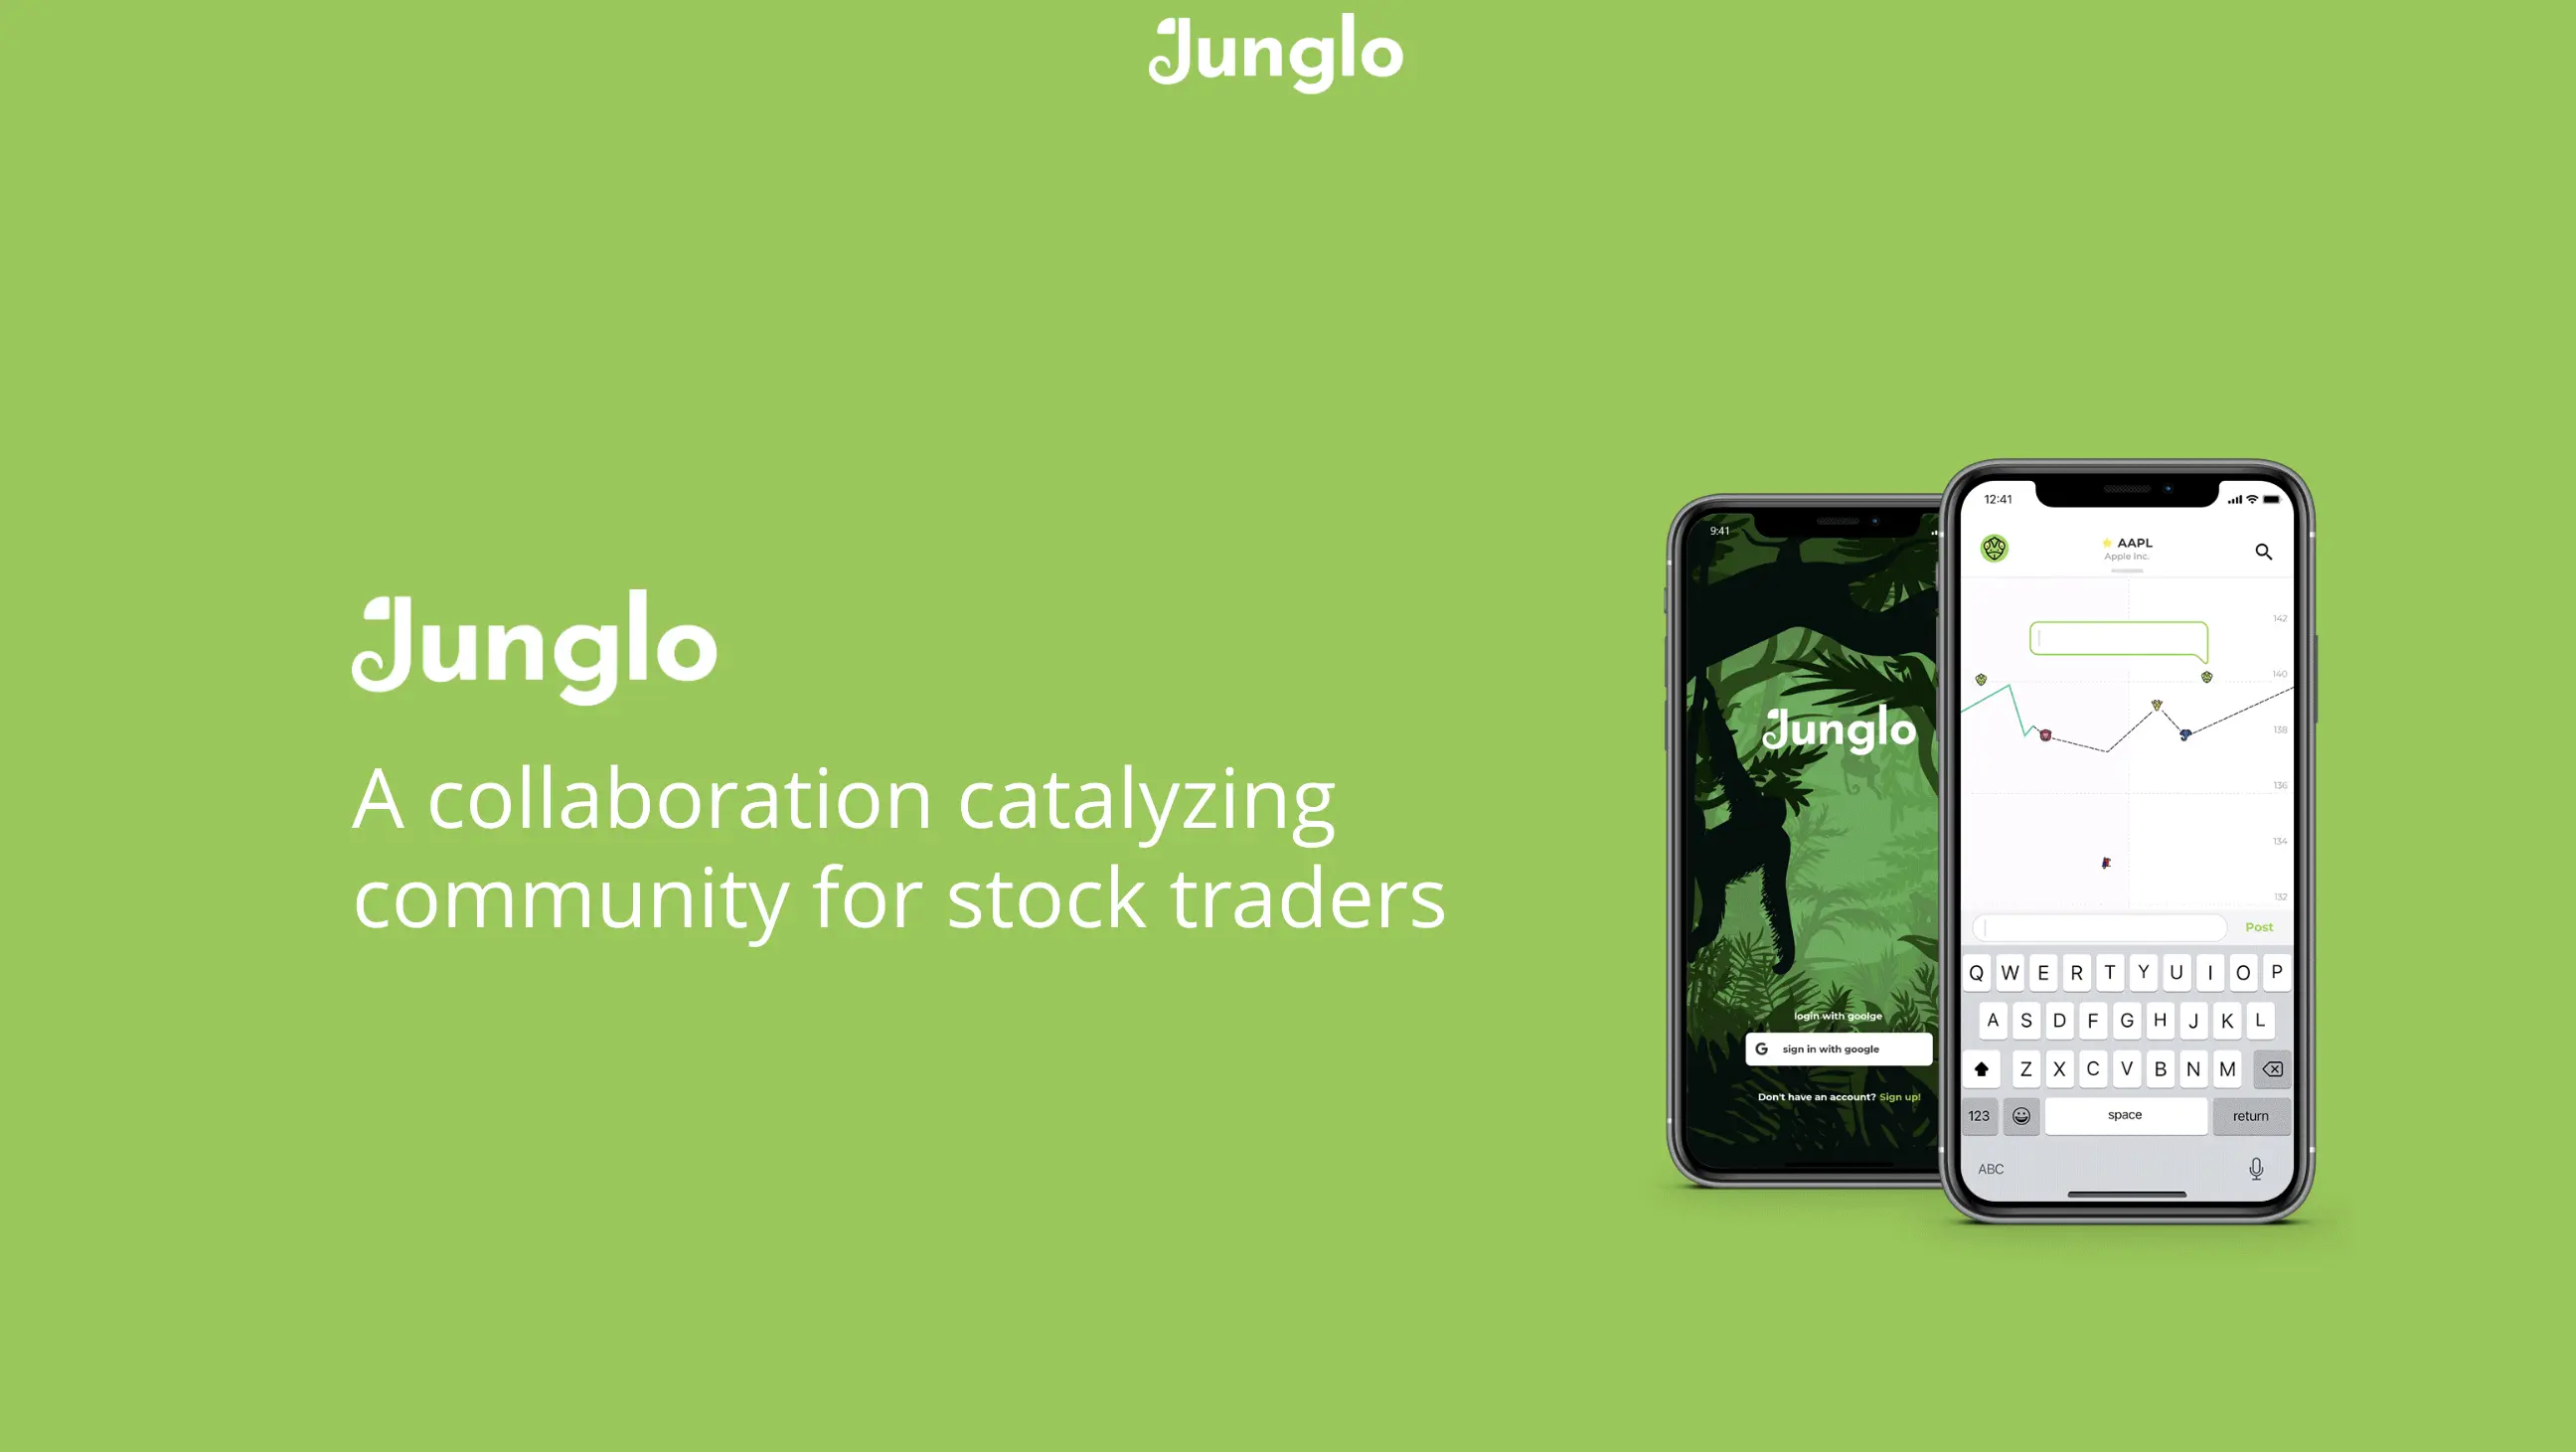 Junglo
Junglo
A collaboration catalyzing
community for stock traders
9:41
Junglo
login with goolge
G sign in with google
Don't have an account? Sign up!
12:41
AAPL
Apple Inc.
142
140
138
136
134
132
Post
Q W E R T Y U I O P
A S D F G H J K L
Z X C V B N M
123 space return
ABC